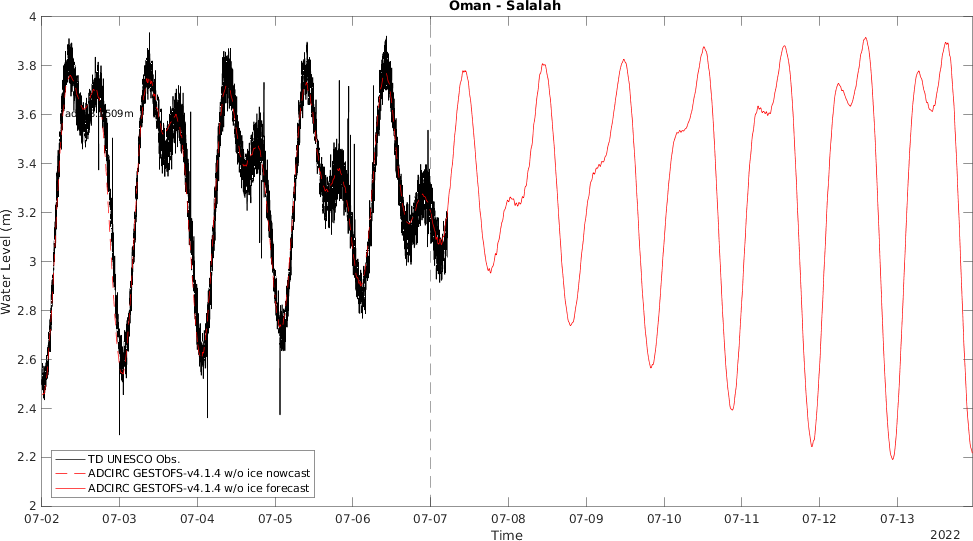 Oman - Salalah
4
3.8
3.6
3.4
3.2
3
2.8
2.6
2.4
2.2
2
Water Level (m)
509m
TD UNESCO Obs.
ADCIRC GESTOFS-v4.1.4 w/o ice nowcast
ADCIRC GESTOFS-v4.1.4 w/o ice forecast
07-02 07-03 07-04 07-05 07-06 07-07 07-08 07-09 07-10 07-11 07-12 07-13
Time
2022